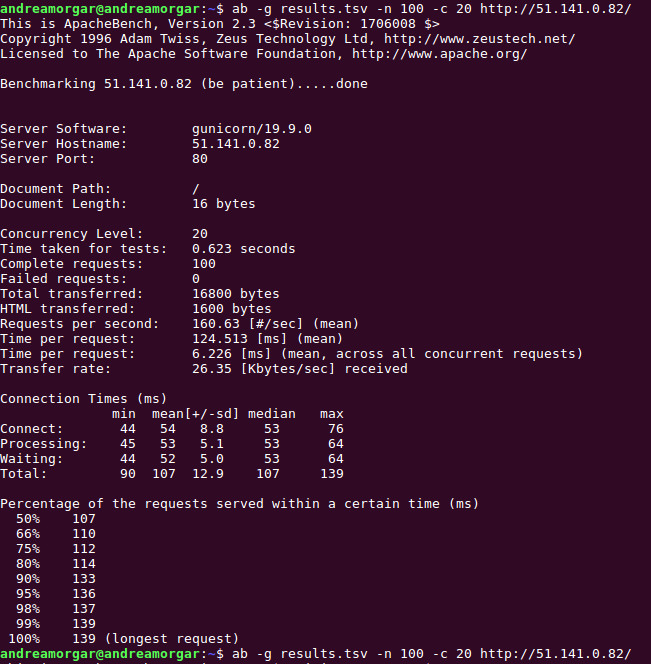 andreamorgar@andreamorgar:~$ ab -g results.tsv -n 100 -c 20 http://51.141.0.82/
This is ApacheBench, Version 2.3 <$Revision: 1706008 $>
Copyright 1996 Adam Twiss, Zeus Technology Ltd, http://www.zeustech.net/
Licensed to The Apache Software Foundation, http://www.apache.org/

Benchmarking 51.141.0.82 (be patient).....done

Server Software:        gunicorn/19.9.0
Server Hostname:        51.141.0.82
Server Port:            80

Document Path:          /
Document Length:        16 bytes

Concurrency Level:      20
Time taken for tests:   0.623 seconds
Complete requests:      100
Failed requests:        0
Total transferred:      16800 bytes
HTML transferred:       1600 bytes
Requests per second:    160.63 [#/sec] (mean)
Time per request:       124.513 [ms] (mean)
Time per request:       6.226 [ms] (mean, across all concurrent requests)
Transfer rate:          26.35 [Kbytes/sec] received

Connection Times (ms)
              min  mean[+/-sd] median   max
Connect:       44   54   8.8     53      76
Processing:    45   53   5.1     53      64
Waiting:       44   52   5.0     53      64
Total:         90  107  12.9    107     139

Percentage of the requests served within a certain time (ms)
  50%    107
  66%    110
  75%    112
  80%    114
  90%    133
  95%    136
  98%    137
  99%    139
 100%    139 (longest request)
andreamorgar@andreamorgar:~$ ab -g results.tsv -n 100 -c 20 http://51.141.0.82/